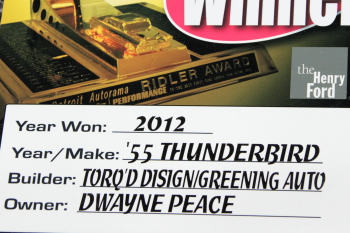 Winner
the
Henry
Ford
RIDLER AWARD
Detroit Autorama
PERFORMANCE
Year Won: 2012
Year/Make: '55 THUNDERBIRD
Builder: TORQ'D DISIGN/GREENING AUTO
Owner: DWAYNE PEACE